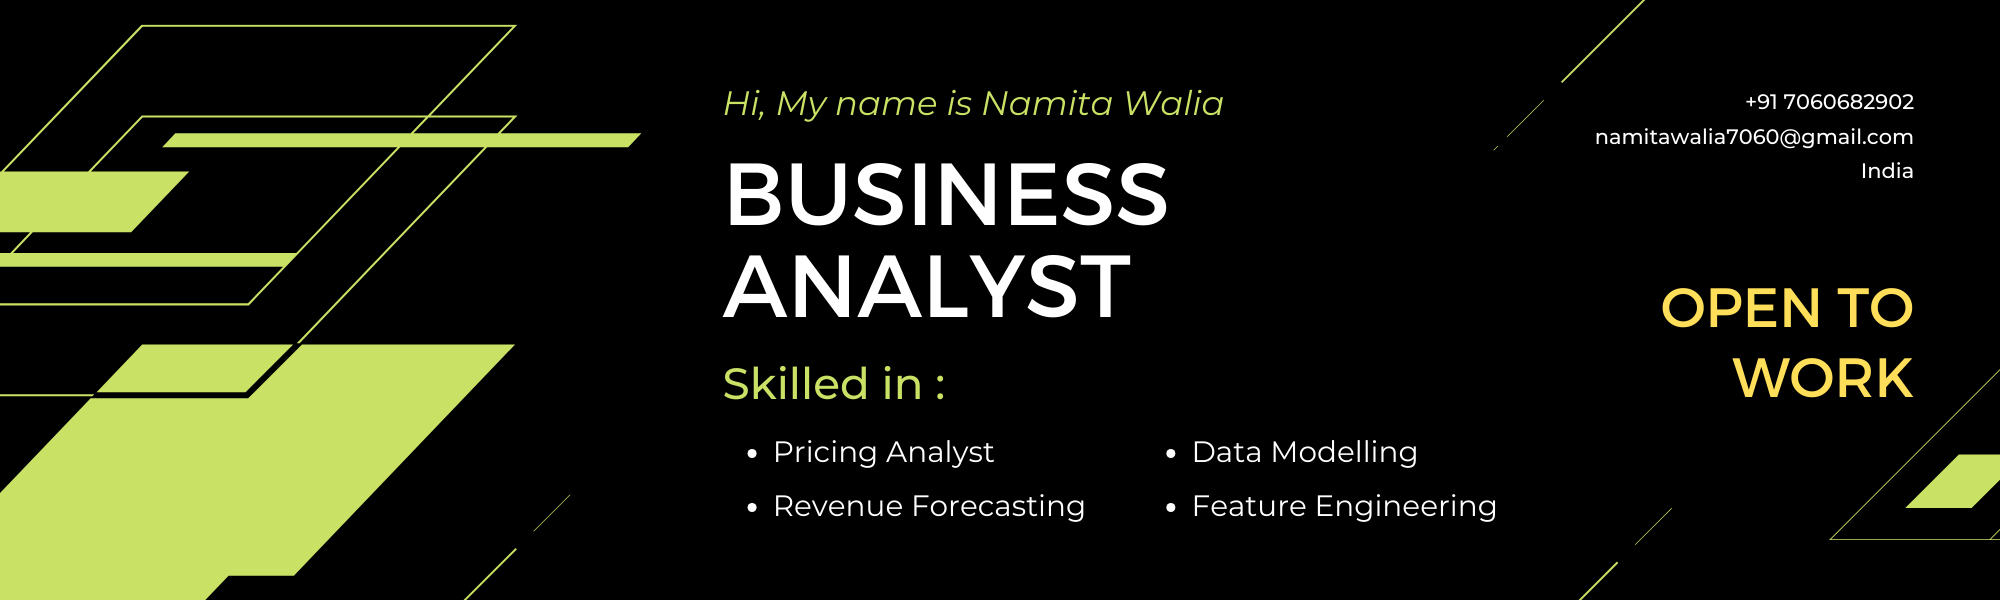 Hi, My name is Namita Walia
BUSINESS
ANALYST
Skilled in :
• Pricing Analyst
• Revenue Forecasting
• Data Modelling
• Feature Engineering
+91 7060682902
namitawalia7060@gmail.com
India
OPEN TO
WORK